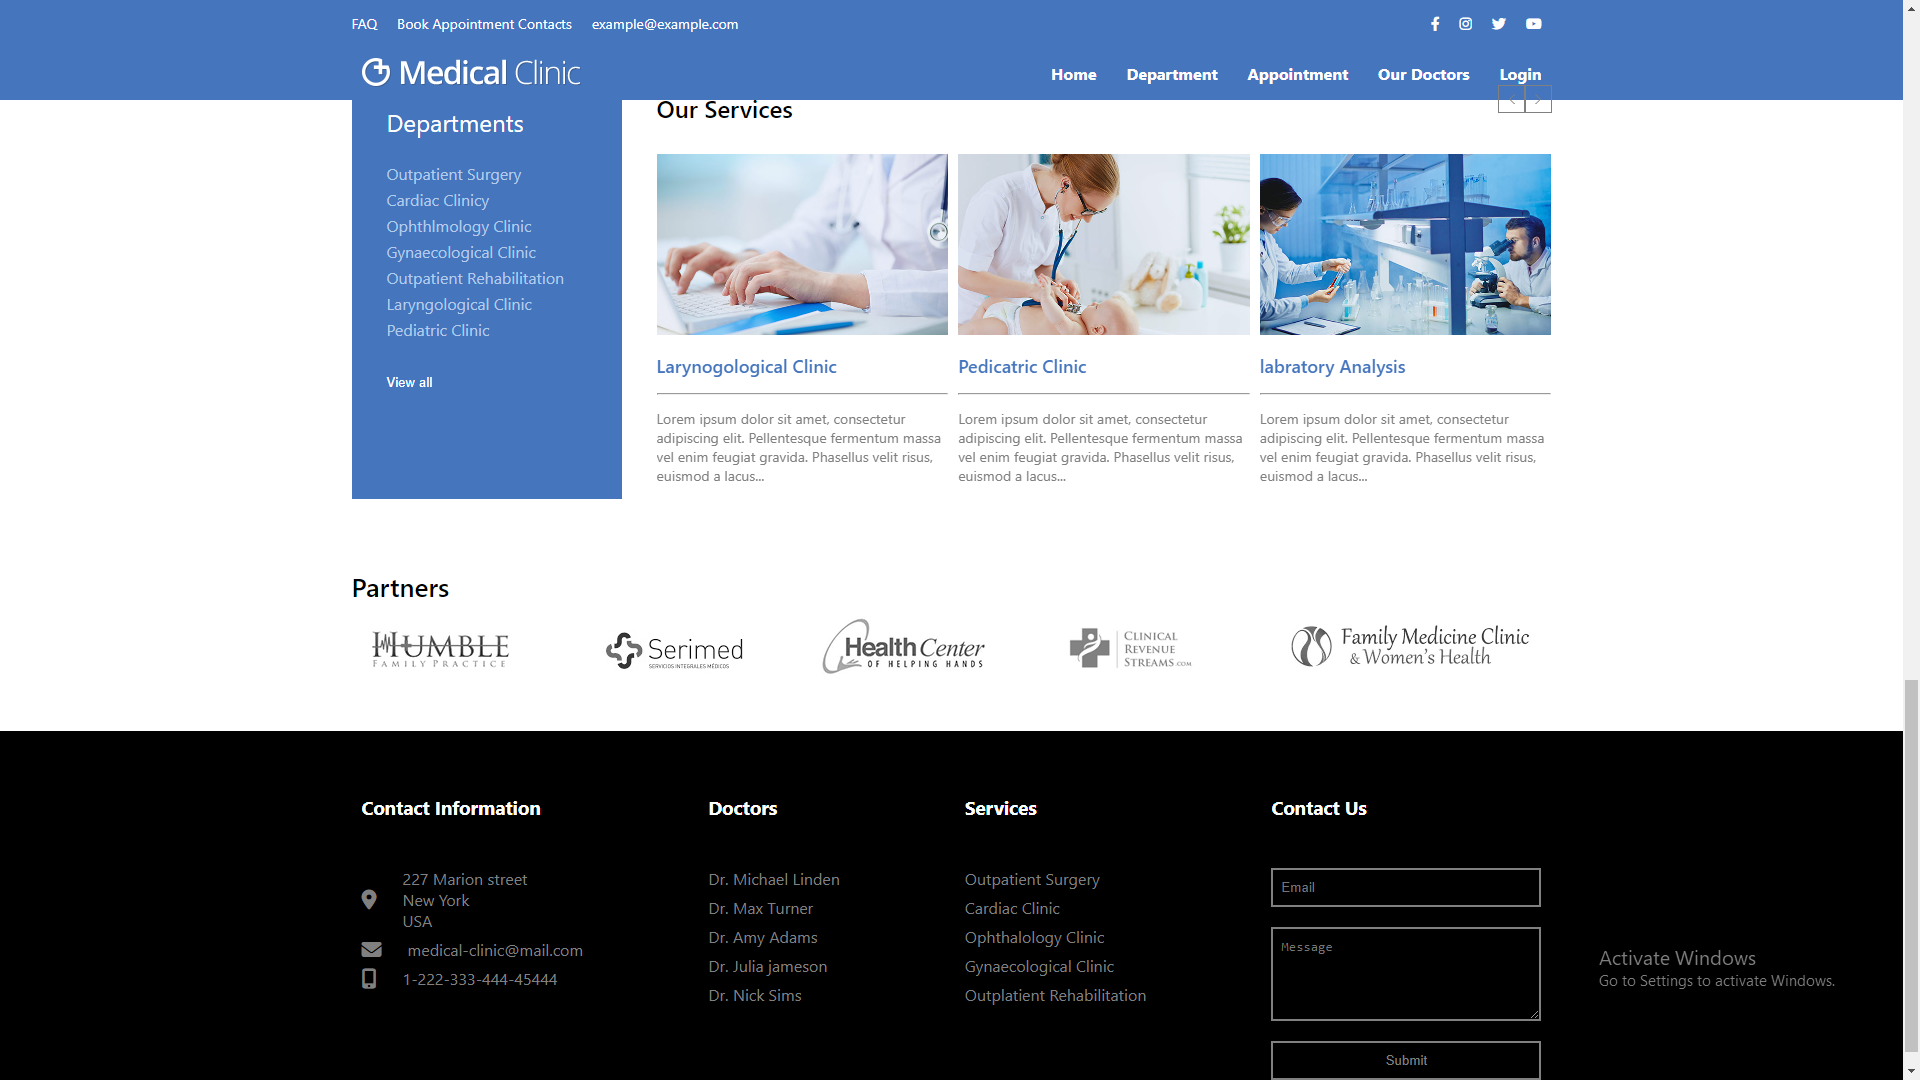 FAQ Book Appointment Contacts example@example.com
Medical Clinic
Home Department Appointment Our Doctors Login
Departments
Outpatient Surgery
Cardiac Clinicy
Ophthlmology Clinic
Gynaecological Clinic
Outpatient Rehabilitation
Laryngological Clinic
Pediatric Clinic
View all
Our Services
Larynogological Clinic
Lorem ipsum dolor sit amet, consectetur
adipiscing elit. Pellentesque fermentum massa
vel enim feugiat gravida. Phasellus velit risus,
euismod a lacus...
Pedicatric Clinic
Lorem ipsum dolor sit amet, consectetur
adipiscing elit. Pellentesque fermentum massa
vel enim feugiat gravida. Phasellus velit risus,
euismod a lacus...
labratory Analysis
Lorem ipsum dolor sit amet, consectetur
adipiscing elit. Pellentesque fermentum massa
vel enim feugiat gravida. Phasellus velit risus,
euismod a lacus...
Partners
HUMBLE
FAMILY PRACTICE
Serimed
SERVICIOS INTEGRALES MÉDICOS
Health Center
OF HELPING HANDS
CLINICAL
REVENUE
STREAMS.COM
Family Medicine Clinic
& Women's Health
Contact Information
227 Marion street
New York
USA
medical-clinic@mail.com
1-222-333-444-45444
Doctors
Dr. Michael Linden
Dr. Max Turner
Dr. Amy Adams
Dr. Julia jameson
Dr. Nick Sims
Services
Outpatient Surgery
Cardiac Clinic
Ophthalology Clinic
Gynaecological Clinic
Outplatient Rehabilitation
Contact Us
Email
Message
Submit
Activate Windows
Go to Settings to activate Windows.